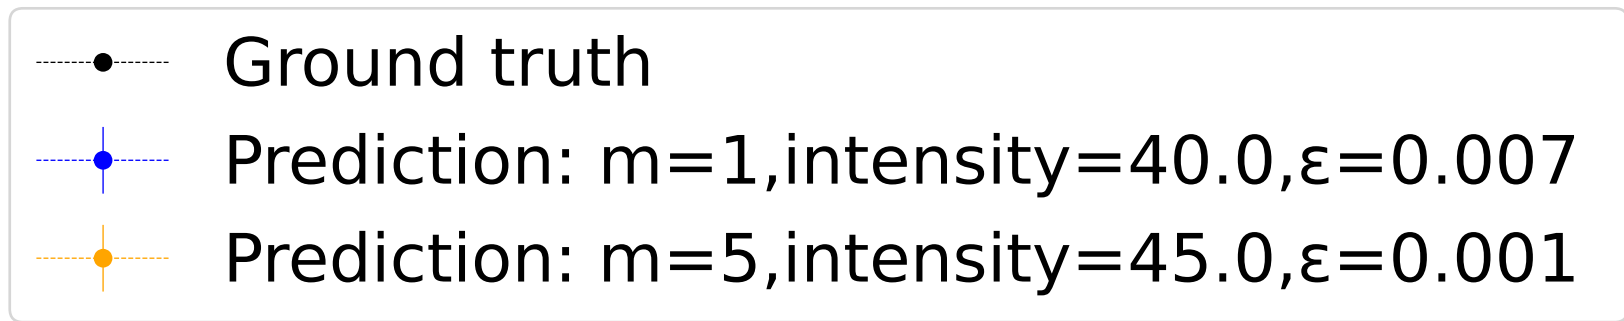 Ground truth
Prediction: m=1,intensity=40.0,ε=0.007
Prediction: m=5,intensity=45.0,ε=0.001